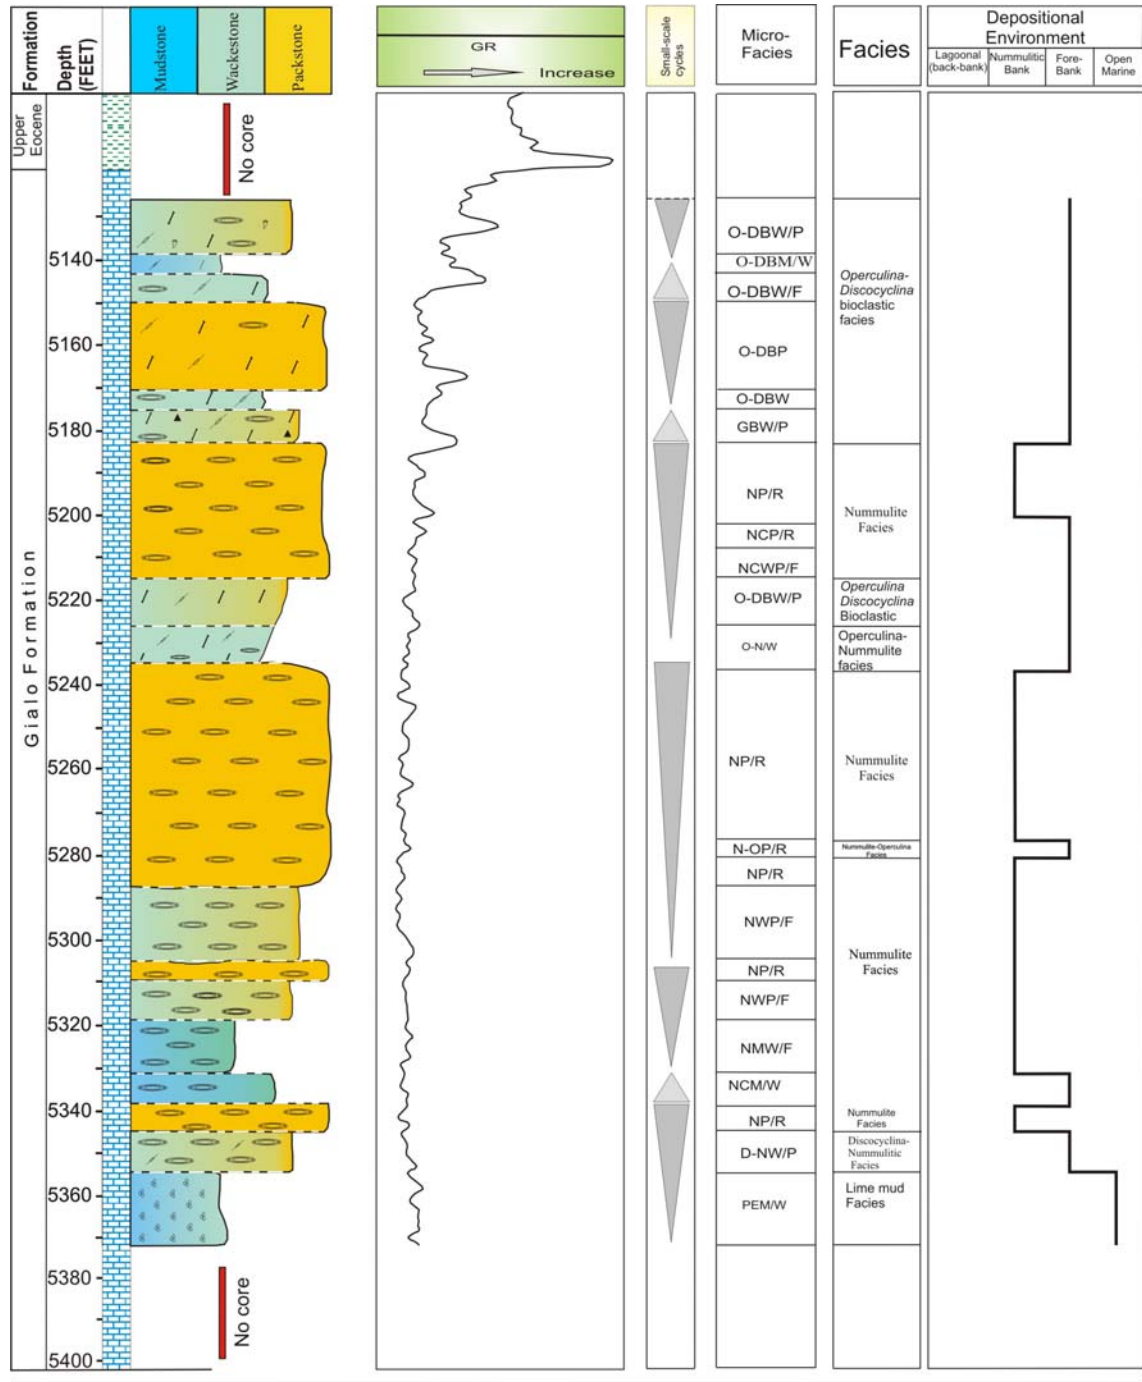 Formation
Depth
(FEET)
Mudstone
Wackestone
Packstone
GR
Increase
Small-scale
cycles
Micro-
Facies
Facies
Depositional
Environment
Lagoonal
(back-bank)
Nummulitic
Bank
Fore-
Bank
Open
Marine
Upper
Eocene
Gialo Formation
No core
5140
5160
5180
5200
5220
5240
5260
5280
5300
5320
5340
5360
5380
5400
No core
O-DBW/P
O-DBM/W
O-DBW/F
O-DBP
O-DBW
GBW/P
NP/R
NCP/R
NCWP/F
O-DBW/P
O-N/W
NP/R
N-OP/R
NP/R
NWP/F
NP/R
NWP/F
NMW/F
NCM/W
NP/R
D-NW/P
PEM/W
Operculina-
Discocyclina
bioclastic
facies
Nummulite
Facies
Operculina
Discocyclina
Bioclastic
Operculina-
Nummulite
facies
Nummulite
Facies
Nummulite-Operculina
Facies
Nummulite
Facies
Nummulite
Facies
Discocyclina-
Nummulitic
Facies
Lime mud
Facies